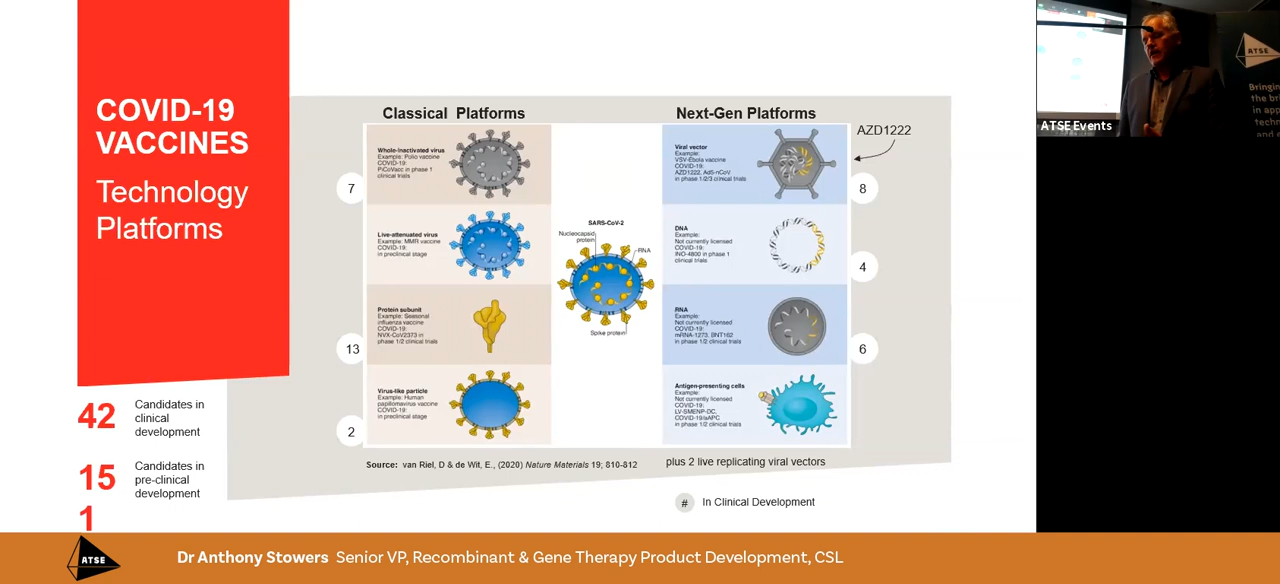 COVID-19
VACCINES
Technology
Platforms
42
Candidates in
clinical
development
15
1
Candidates in
pre-clinical
development
Classical Platforms
Whole-inactivated virus
Example: Polio vaccine
COVID-19:
PiCoVacc in phase 1
clinical trials
7
Live-attenuated virus
Example: MMR vaccine
COVID-19:
in preclinical stage
Protein subunit
Example: Seasonal
influenza vaccine
COVID-19:
NVX-CoV2373 in
phase 1/2 clinical trials
13
Virus-like particle
Example: Human
papillomavirus vaccine
COVID-19:
in preclinical stage
2
SARS-CoV-2
Nucleocapsid
protein
RNA
Spike protein
Next-Gen Platforms
Viral vector
Example:
VSV-Ebola vaccine
COVID-19:
AZD1222, Ad5-nCoV
in phase 1/2/3 clinical trials
AZD1222
8
DNA
Example:
Not currently licensed
COVID-19:
INO-4800 in phase 1
clinical trials
4
RNA
Example:
Not currently licensed
COVID-19:
mRNA-1273, BNT162
in phase 1/2 clinical trials
6
Antigen-presenting cells
Example:
Not currently licensed
COVID-19:
LV-SMENP-DC,
COVID-19/aAPC
in phase 1/2 clinical trials
Source: van Riel, D & de Wit, E., (2020) Nature Materials 19; 810-812
plus 2 live replicating viral vectors
# In Clinical Development
ATSE Events
ATSE
Bringin
the br
in app
techn
and e
ATSE
Dr Anthony Stowers Senior VP, Recombinant & Gene Therapy Product Development, CSL